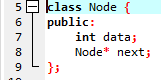 5 class Node {
6 public:
7     int data;
8     Node* next;
9 };